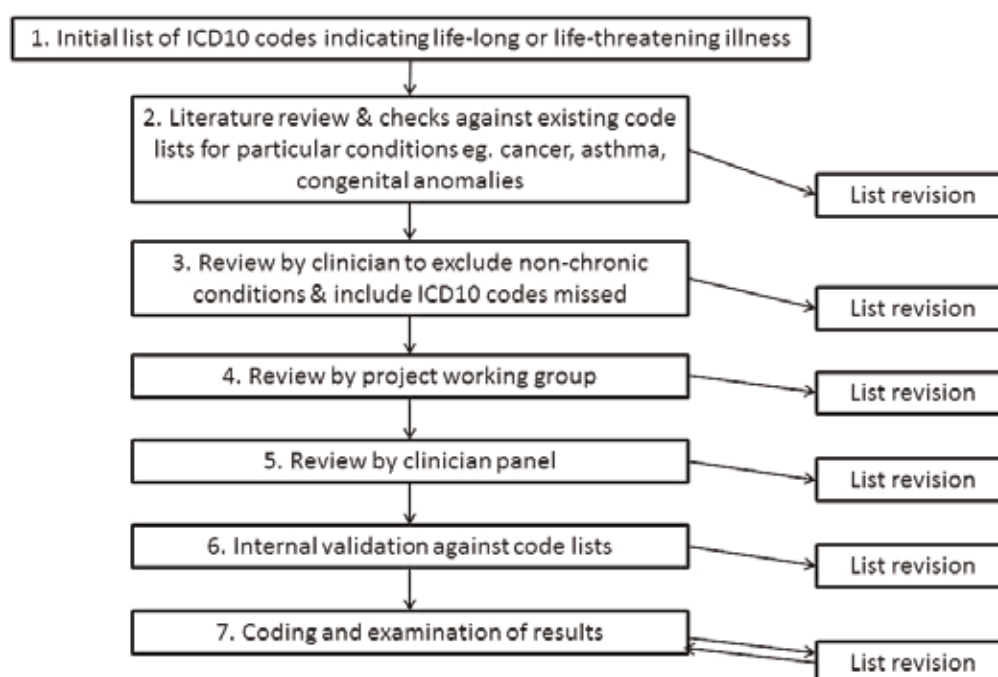 1. Initial list of ICD10 codes indicating life-long or life-threatening illness
2. Literature review & checks against existing code
lists for particular conditions eg. cancer, asthma,
congenital anomalies
List revision
3. Review by clinician to exclude non-chronic
conditions & include ICD10 codes missed
List revision
4. Review by project working group
List revision
5. Review by clinician panel
List revision
6. Internal validation against code lists
List revision
7. Coding and examination of results
List revision